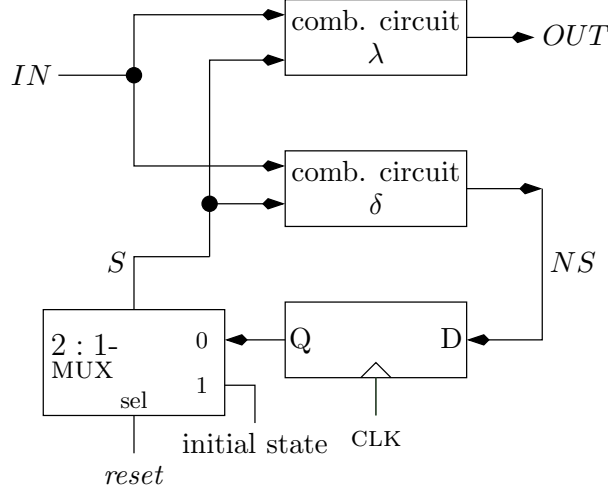 comb. circuit
λ
OUT
IN
comb. circuit
δ
S
NS
2 : 1-
MUX
0
1
sel
Q
D
initial state
CLK
reset